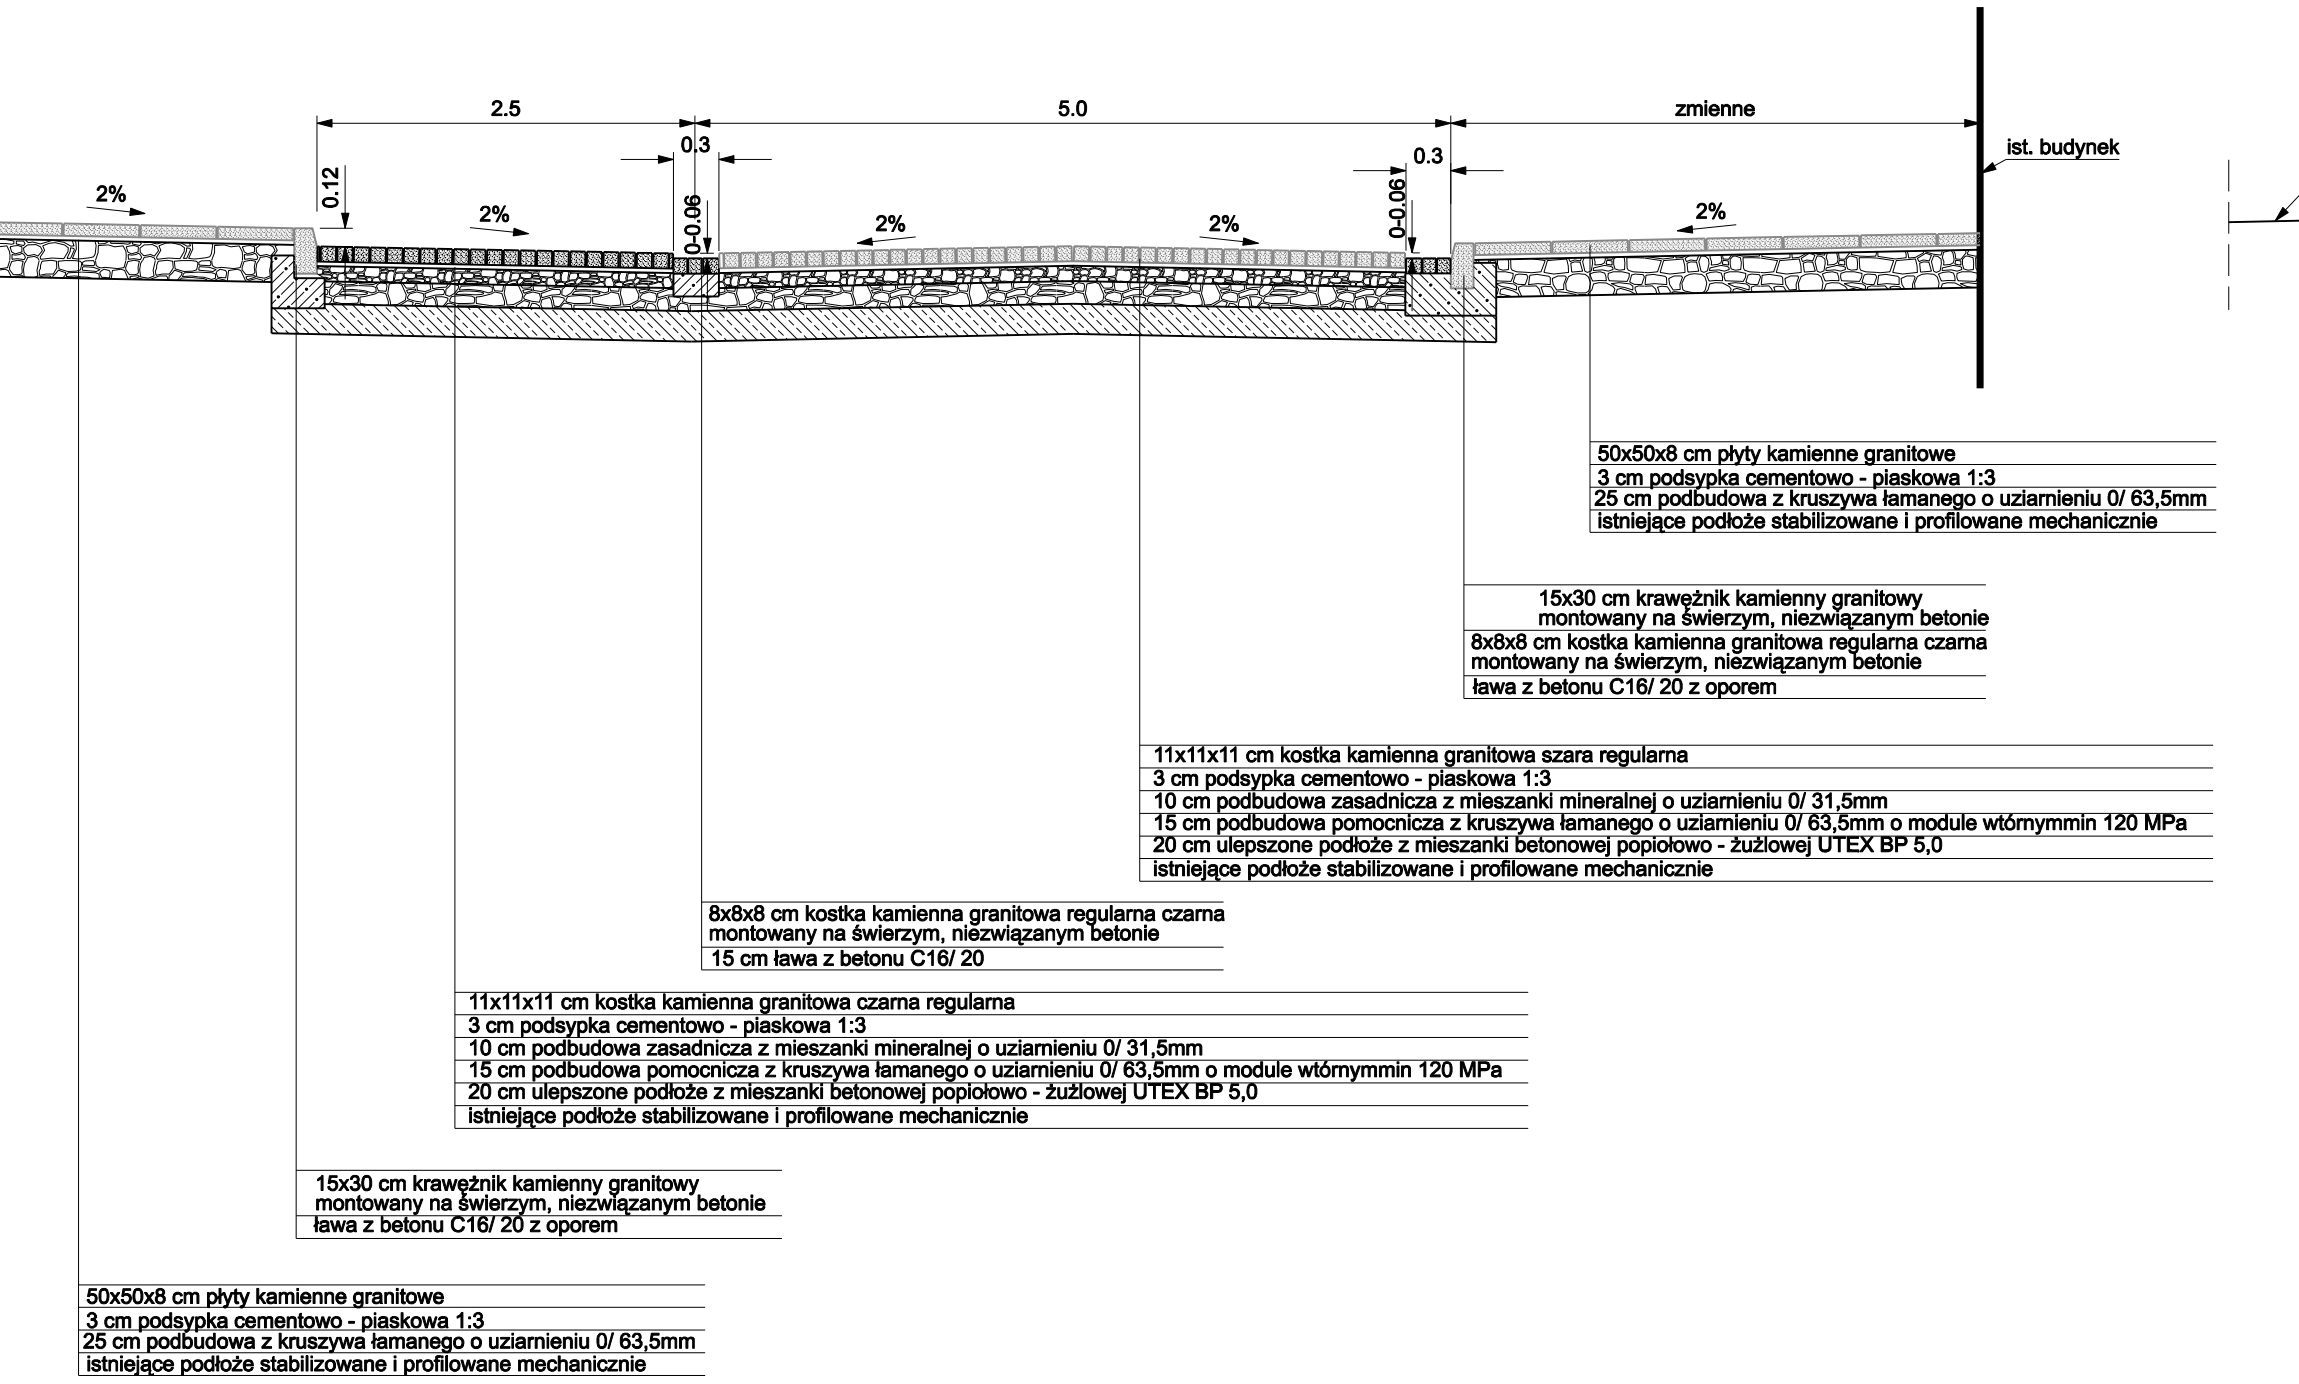 2.5
5.0
zmienne
0.3
0.3
ist. budynek
0.12
0-0.06
0-0.06
2%
2%
2%
2%
2%
50x50x8 cm płyty kamienne granitowe
3 cm podsypka cementowo - piaskowa 1:3
25 cm podbudowa z kruszywa łamanego o uziarnieniu 0/ 63,5mm
istniejące podłoże stabilizowane i profilowane mechanicznie
15x30 cm krawężnik kamienny granitowy
montowany na świerzym, niezwiązanym betonie
8x8x8 cm kostka kamienna granitowa regularna czarna
montowany na świerzym, niezwiązanym betonie
ława z betonu C16/ 20 z oporem
11x11x11 cm kostka kamienna granitowa szara regularna
3 cm podsypka cementowo - piaskowa 1:3
10 cm podbudowa zasadnicza z mieszanki mineralnej o uziarnieniu 0/ 31,5mm
15 cm podbudowa pomocnicza z kruszywa łamanego o uziarnieniu 0/ 63,5mm o module wtórnymmin 120 MPa
20 cm ulepszone podłoże z mieszanki betonowej popiołowo - żużlowej UTEX BP 5,0
istniejące podłoże stabilizowane i profilowane mechanicznie
8x8x8 cm kostka kamienna granitowa regularna czarna
montowany na świerzym, niezwiązanym betonie
15 cm ława z betonu C16/ 20
11x11x11 cm kostka kamienna granitowa czarna regularna
3 cm podsypka cementowo - piaskowa 1:3
10 cm podbudowa zasadnicza z mieszanki mineralnej o uziarnieniu 0/ 31,5mm
15 cm podbudowa pomocnicza z kruszywa łamanego o uziarnieniu 0/ 63,5mm o module wtórnymmin 120 MPa
20 cm ulepszone podłoże z mieszanki betonowej popiołowo - żużlowej UTEX BP 5,0
istniejące podłoże stabilizowane i profilowane mechanicznie
15x30 cm krawężnik kamienny granitowy
montowany na świerzym, niezwiązanym betonie
ława z betonu C16/ 20 z oporem
50x50x8 cm płyty kamienne granitowe
3 cm podsypka cementowo - piaskowa 1:3
25 cm podbudowa z kruszywa łamanego o uziarnieniu 0/ 63,5mm
istniejące podłoże stabilizowane i profilowane mechanicznie